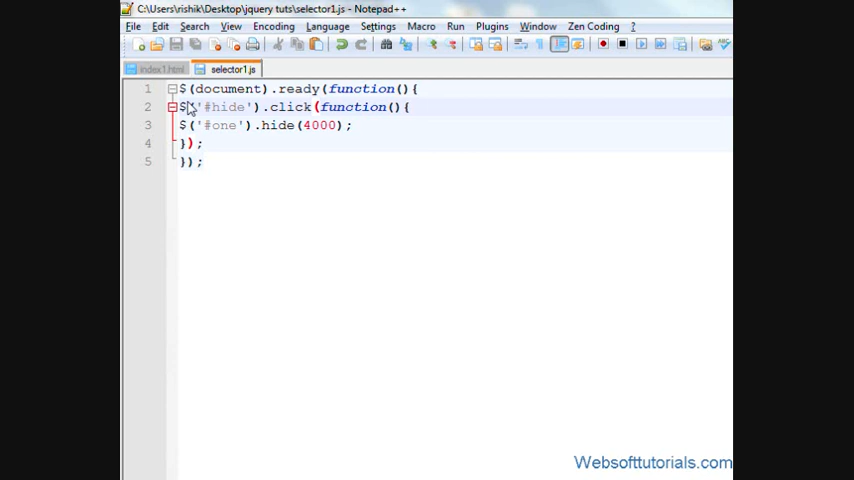 C:\Users\rishik\Desktop\jquery tuts\selector1.js - Notepad++
File Edit Search View Encoding Language Settings Macro Run Plugins Window Zen Coding ?
index1.html selector1.js
1 $(document).ready(function(){
2 $('#hide').click(function(){
3 $('#one').hide(4000);
4 });
5 });
Websofttutorials.com